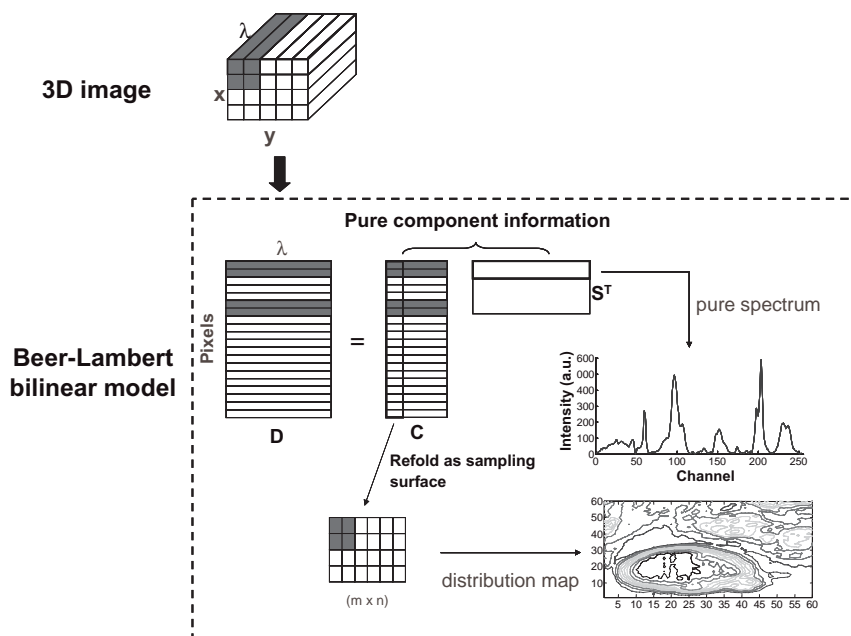 λ
3D image
x
y
Pure component information
λ
Pixels
=
D
C
Sᵀ
pure spectrum
Beer-Lambert
bilinear model
Intensity (a.u.)
600
500
000
300
200
100
0
0 50 100 150 200 250
Channel
Refold as sampling
surface
(m x n)
distribution map
60
50
40
30
20
10
5 10 15 20 25 30 35 40 45 50 55 60